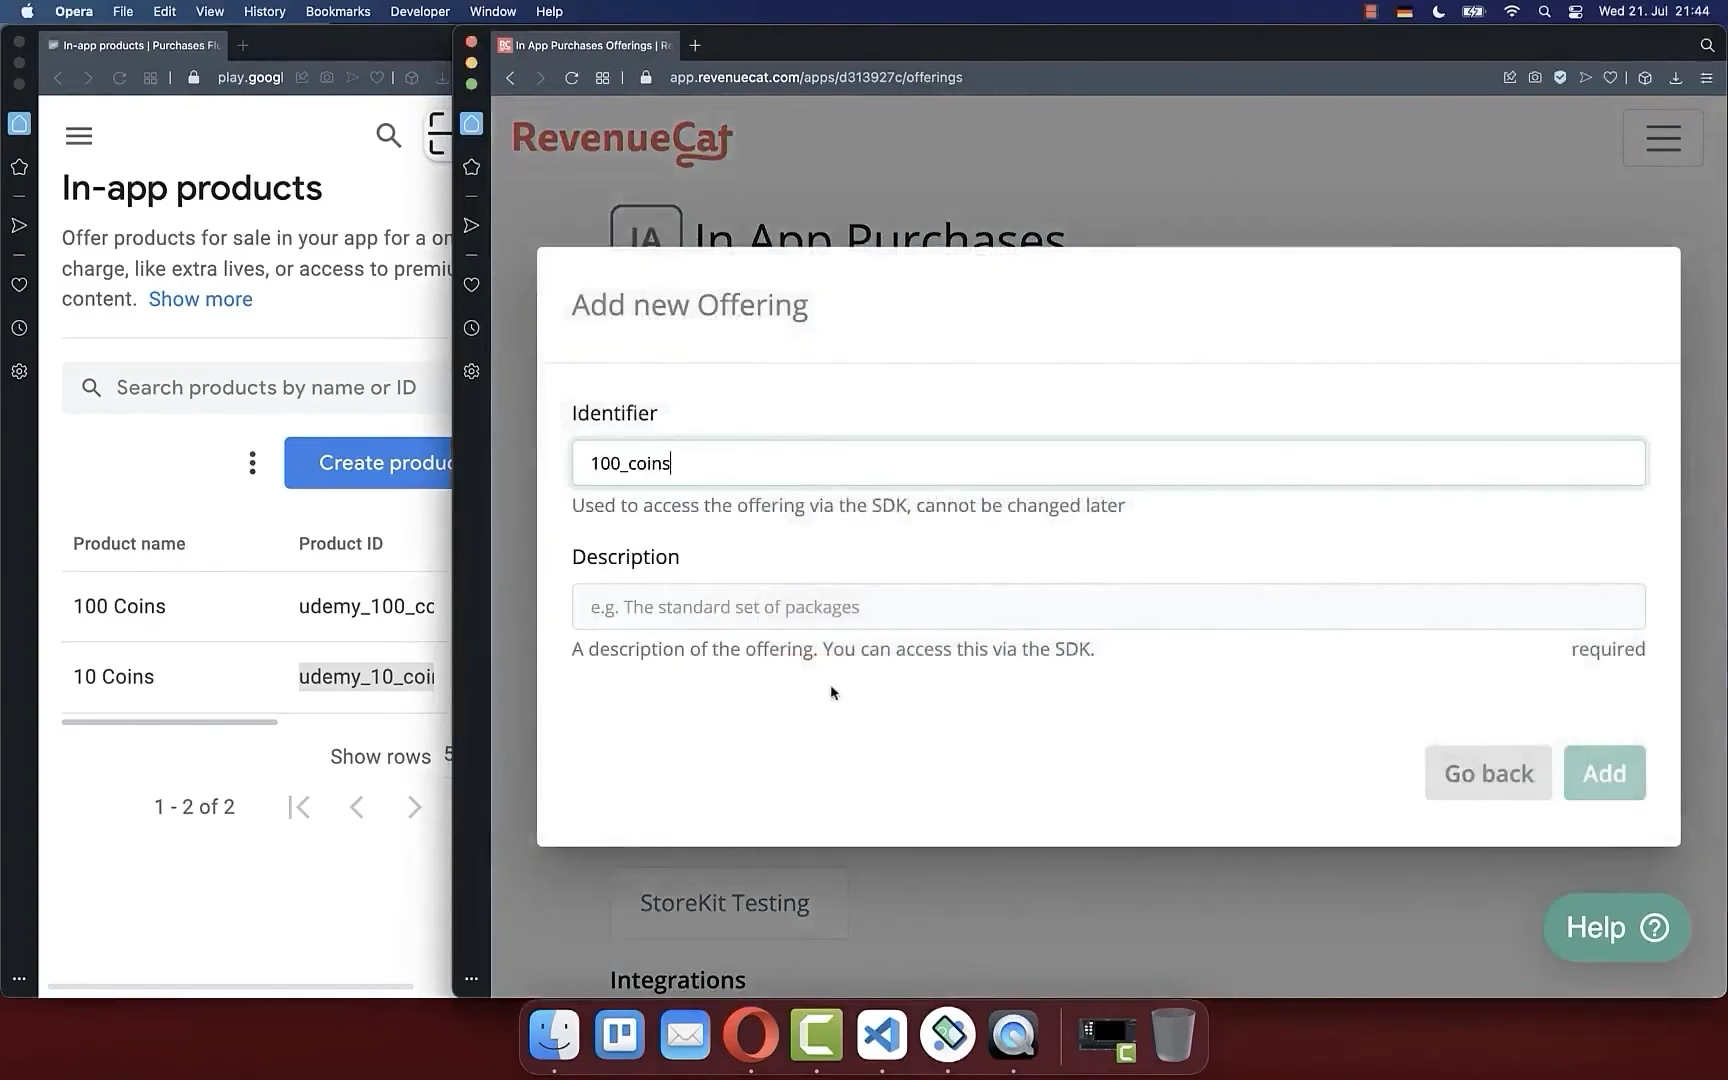 Opera File Edit View History Bookmarks Developer Window Help
Wed 21. Jul 21:44
In-app products | Purchases Flu
play.googl
In-app products
Offer products for sale in your app for a on
charge, like extra lives, or access to premiu
content. Show more
Search products by name or ID
Create produc
Product name Product ID
100 Coins udemy_100_co
10 Coins udemy_10_coi
Show rows 5
1 - 2 of 2
In App Purchases Offerings | Re
app.revenuecat.com/apps/d313927c/offerings
RevenueCat
IA In App Purchases
Add new Offering
Identifier
100_coins
Used to access the offering via the SDK, cannot be changed later
Description
e.g. The standard set of packages
A description of the offering. You can access this via the SDK. required
Go back Add
StoreKit Testing
Help ?
Integrations